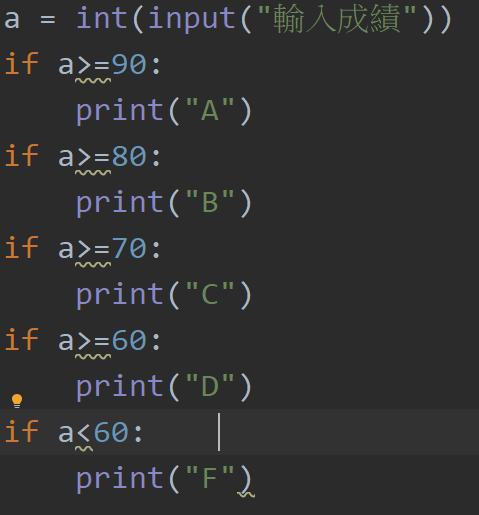 a = int(input("輸入成績"))
if a>=90:
    print("A")
if a>=80:
    print("B")
if a>=70:
    print("C")
if a>=60:
    print("D")
if a<60:
    print("F")